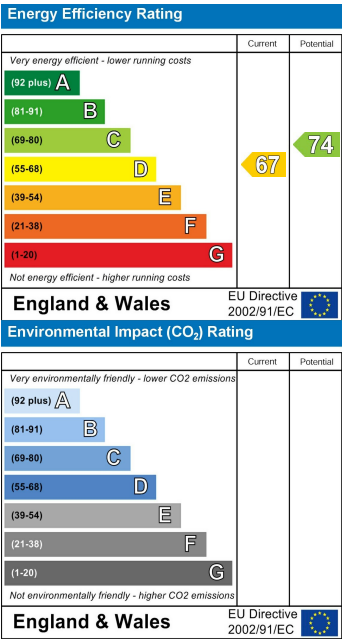 Energy Efficiency Rating
Current Potential
Very energy efficient - lower running costs
(92 plus) A
(81-91) B
(69-80) C
(55-68) D
(39-54) E
(21-38) F
(1-20) G
67
74
Not energy efficient - higher running costs
England & Wales
EU Directive
2002/91/EC
Environmental Impact (CO₂) Rating
Current Potential
Very environmentally friendly - lower CO2 emissions
(92 plus) A
(81-91) B
(69-80) C
(55-68) D
(39-54) E
(21-38) F
(1-20) G
Not environmentally friendly - higher CO2 emissions
England & Wales
EU Directive
2002/91/EC